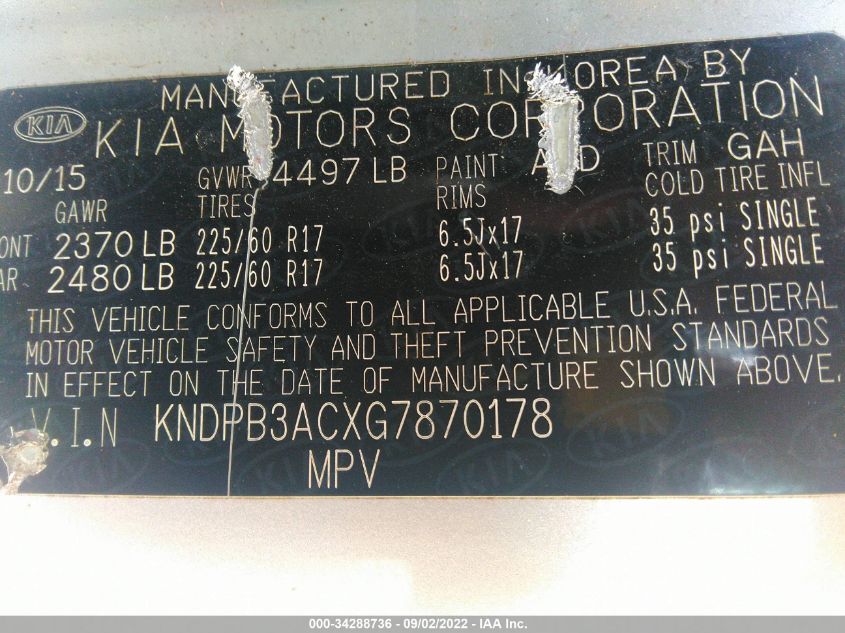 MANUFACTURED IN KOREA BY
KIA KIA MOTORS CORPORATION
10/15 GVWR 4497 LB PAINT TRIM GAH
GAWR TIRES RIMS COLD TIRE INFL
ONT 2370 LB 225/60 R17 6.5Jx17 35 psi SINGLE
AR 2480 LB 225/60 R17 6.5Jx17 35 psi SINGLE
THIS VEHICLE CONFORMS TO ALL APPLICABLE U.S.A. FEDERAL
MOTOR VEHICLE SAFETY AND THEFT PREVENTION STANDARDS
IN EFFECT ON THE DATE OF MANUFACTURE SHOWN ABOVE.
V.I.N KNDPB3ACXG7870178
MPV
000-34288736 - 09/02/2022 - IAA Inc.